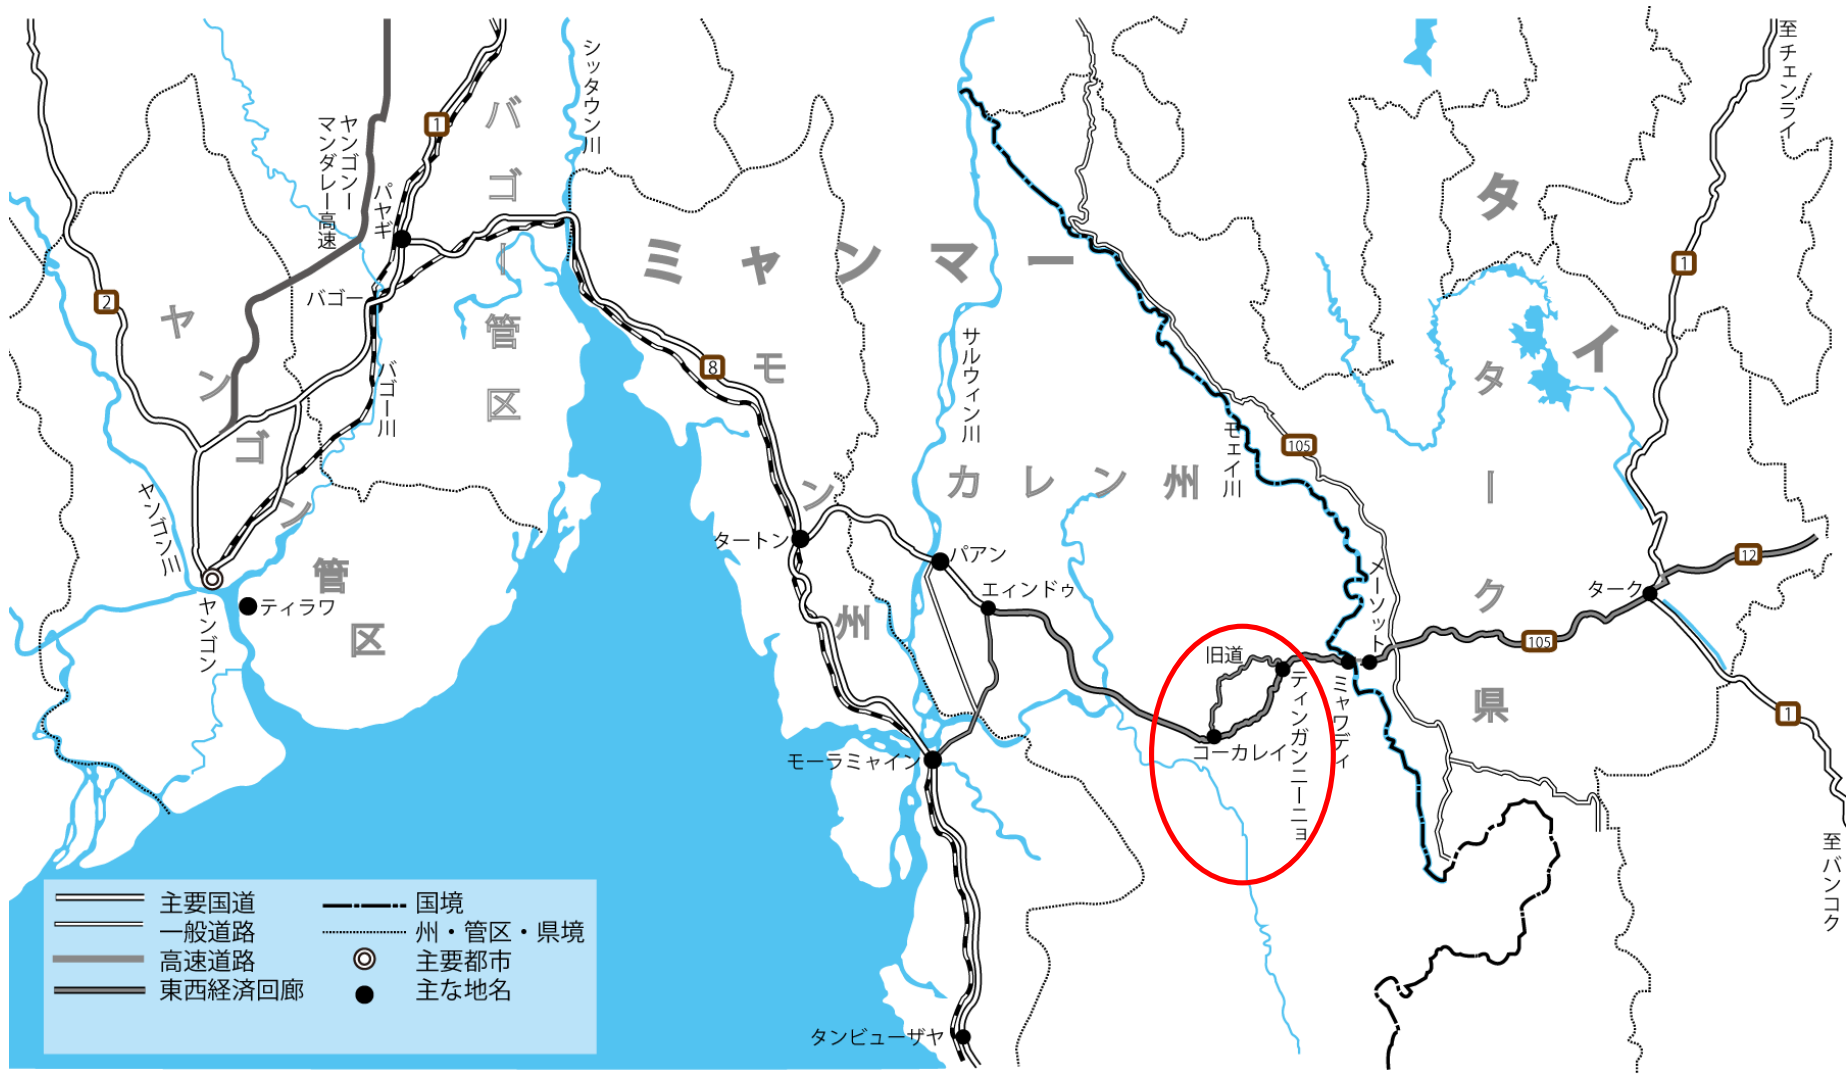 至チェンライ
シッタウン川
バゴー管区
1
ヤンゴンー
マンダレー高速
パヤギ
タイ
ミャンマー
1
2
バゴー
ヤンゴン管区
サルウィン川
8
モン州
バゴー川
ターク県
モエイ川
105
カレン州
ヤンゴン川
タートン
パアン
12
メーソット
エィンドゥ
ターク
ティラワ
ヤンゴン
105
旧道
ティンガンニーニョ
ミャワディ
コーカレイ
1
モーラミャイン
至バンコク
主要国道
一般道路
高速道路
東西経済回廊
国境
州・管区・県境
主要都市
主な地名
タンビューザヤ